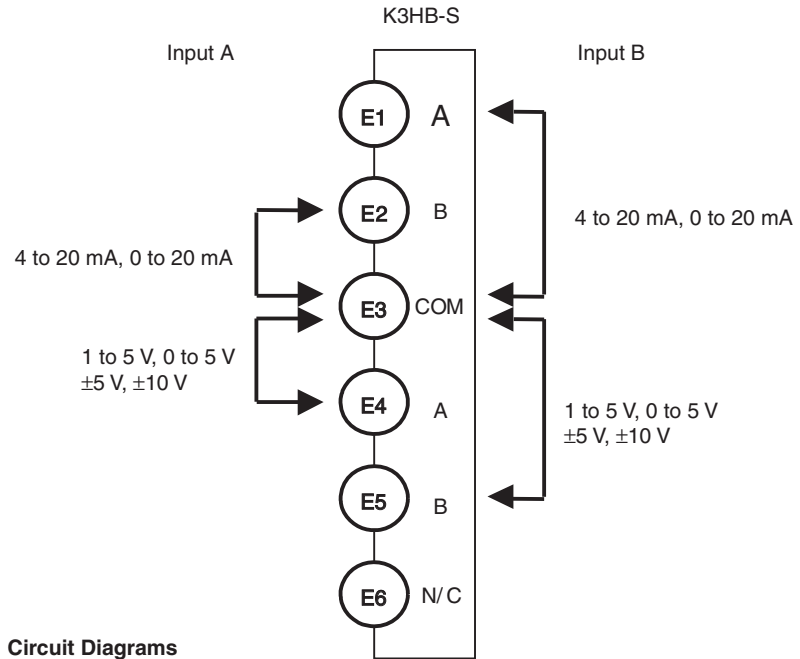 K3HB-S
Input A
Input B
E1
A
E2
B
4 to 20 mA, 0 to 20 mA
4 to 20 mA, 0 to 20 mA
E3
COM
1 to 5 V, 0 to 5 V
±5 V, ±10 V
E4
A
1 to 5 V, 0 to 5 V
±5 V, ±10 V
E5
B
E6
N/C
Circuit Diagrams